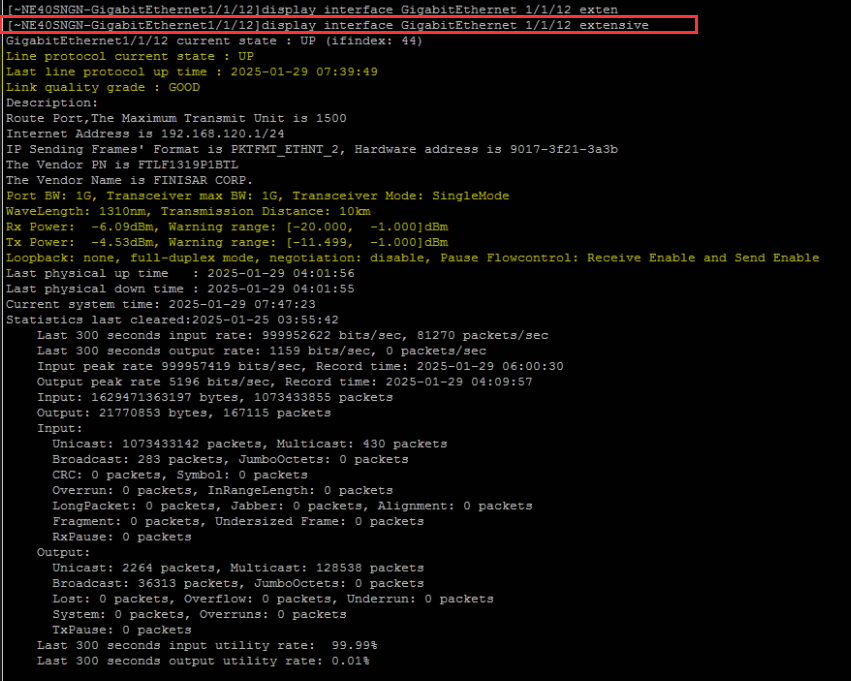 [~NE40SNGN-GigabitEthernet1/1/12]display interface GigabitEthernet 1/1/12 exten
[~NE40SNGN-GigabitEthernet1/1/12]display interface GigabitEthernet 1/1/12 extensive
GigabitEthernet1/1/12 current state : UP (ifindex: 44)
Line protocol current state : UP
Last line protocol up time : 2025-01-29 07:39:49
Link quality grade : GOOD
Description:
Route Port,The Maximum Transmit Unit is 1500
Internet Address is 192.168.120.1/24
IP Sending Frames' Format is PKTFMT_ETHNT_2, Hardware address is 9017-3f21-3a3b
The Vendor PN is FTLF1319P1BTL
The Vendor Name is FINISAR CORP.
Port BW: 1G, Transceiver max BW: 1G, Transceiver Mode: SingleMode
WaveLength: 1310nm, Transmission Distance: 10km
Rx Power:  -6.09dBm, Warning range: [-20.000,  -1.000]dBm
Tx Power:  -4.53dBm, Warning range: [-11.499,  -1.000]dBm
Loopback: none, full-duplex mode, negotiation: disable, Pause Flowcontrol: Receive Enable and Send Enable
Last physical up time   : 2025-01-29 04:01:56
Last physical down time : 2025-01-29 04:01:55
Current system time: 2025-01-29 07:47:23
Statistics last cleared:2025-01-25 03:55:42
    Last 300 seconds input rate: 999952622 bits/sec, 81270 packets/sec
    Last 300 seconds output rate: 1159 bits/sec, 0 packets/sec
    Input peak rate 999957419 bits/sec, Record time: 2025-01-29 06:00:30
    Output peak rate 5196 bits/sec, Record time: 2025-01-29 04:09:57
    Input: 1629471363197 bytes, 1073433855 packets
    Output: 21770853 bytes, 167115 packets
    Input:
      Unicast: 1073433142 packets, Multicast: 430 packets
      Broadcast: 283 packets, JumboOctets: 0 packets
      CRC: 0 packets, Symbol: 0 packets
      Overrun: 0 packets, InRangeLength: 0 packets
      LongPacket: 0 packets, Jabber: 0 packets, Alignment: 0 packets
      Fragment: 0 packets, Undersized Frame: 0 packets
      RxPause: 0 packets
    Output:
      Unicast: 2264 packets, Multicast: 128538 packets
      Broadcast: 36313 packets, JumboOctets: 0 packets
      Lost: 0 packets, Overflow: 0 packets, Underrun: 0 packets
      System: 0 packets, Overruns: 0 packets
      TxPause: 0 packets
    Last 300 seconds input utility rate:  99.99%
    Last 300 seconds output utility rate: 0.01%